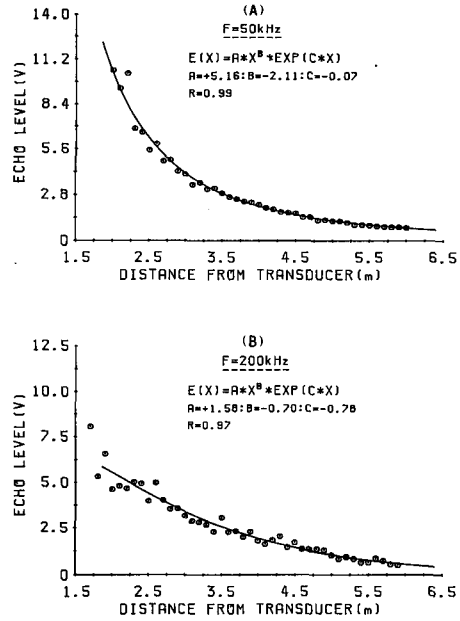 (A)
F=50kHz
E(X)=A*X^B*EXP(C*X)
A=+5.16:B=-2.11:C=-0.07
R=0.99
ECHO LEVEL(V)
14.0
11.2
8.4
5.6
2.8
0
1.5 2.5 3.5 4.5 5.5 6.5
DISTANCE FROM TRANSDUCER(m)
(B)
F=200kHz
E(X)=A*X^B*EXP(C*X)
A=+1.58:B=-0.70:C=-0.78
R=0.97
ECHO LEVEL(V)
12.5
10.0
7.5
5.0
2.5
0
1.5 2.5 3.5 4.5 5.5 6.5
DISTANCE FROM TRANSDUCER(m)